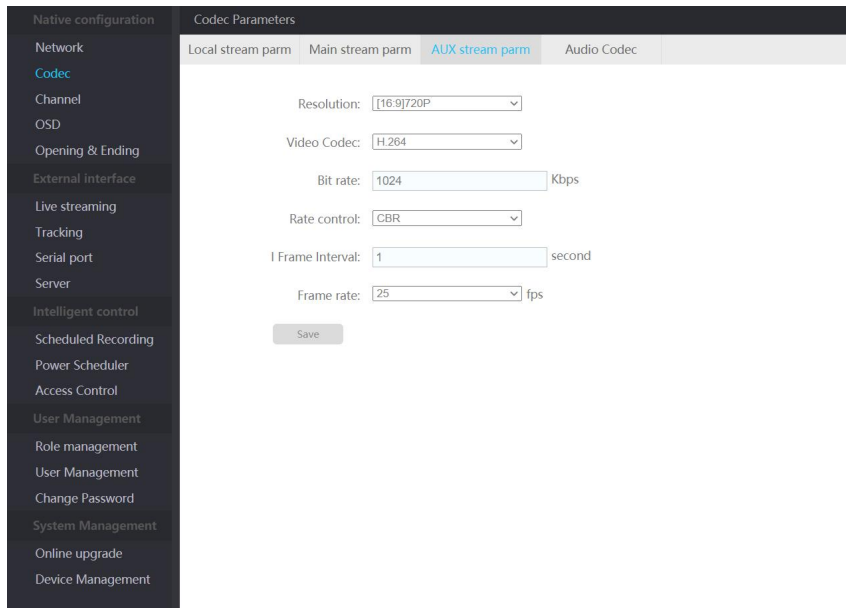 Native configuration
Network
Codec
Channel
OSD
Opening & Ending
External interface
Live streaming
Tracking
Serial port
Server
Intelligent control
Scheduled Recording
Power Scheduler
Access Control
User Management
Role management
User Management
Change Password
System Management
Online upgrade
Device Management
Codec Parameters
Local stream parm Main stream parm AUX stream parm Audio Codec
Resolution: [16:9]720P
Video Codec: H.264
Bit rate: 1024 Kbps
Rate control: CBR
I Frame Interval: 1 second
Frame rate: 25 fps
Save